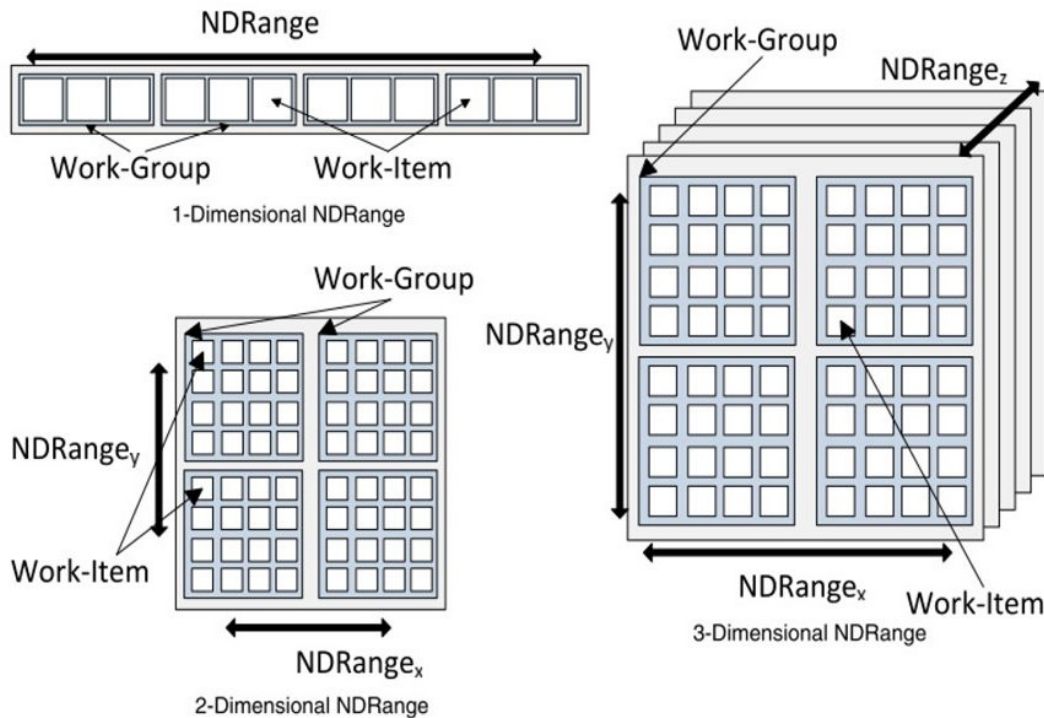 NDRange
Work-Group
Work-Item
1-Dimensional NDRange
Work-Group
NDRangey
Work-Item
NDRangex
2-Dimensional NDRange
Work-Group
NDRangez
NDRangey
NDRangex
Work-Item
3-Dimensional NDRange